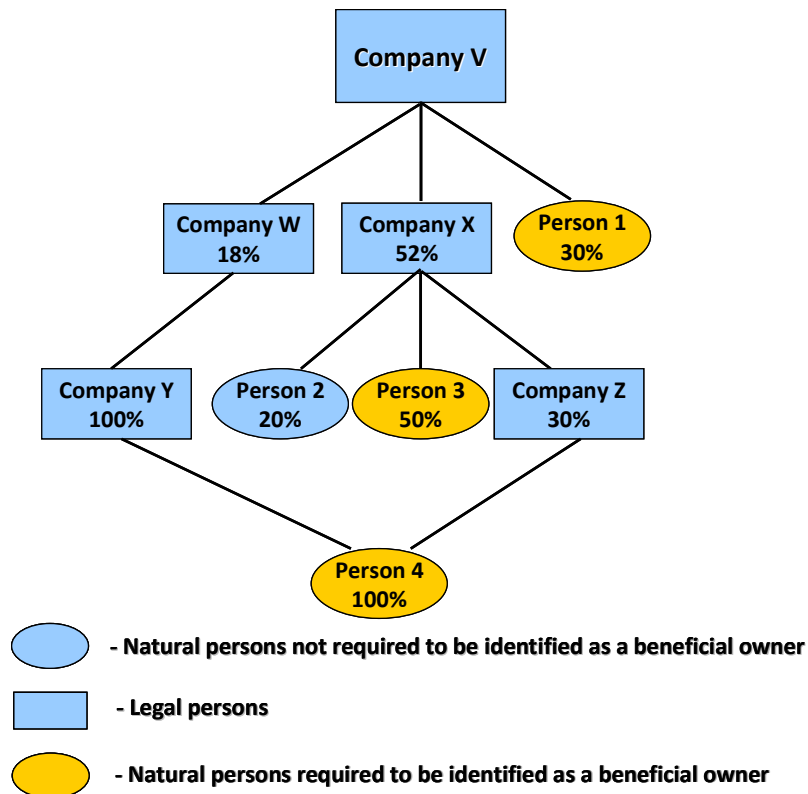 Company V
Company W
18%
Company X
52%
Person 1
30%
Company Y
100%
Person 2
20%
Person 3
50%
Company Z
30%
Person 4
100%
- Natural persons not required to be identified as a beneficial owner
- Legal persons
- Natural persons required to be identified as a beneficial owner